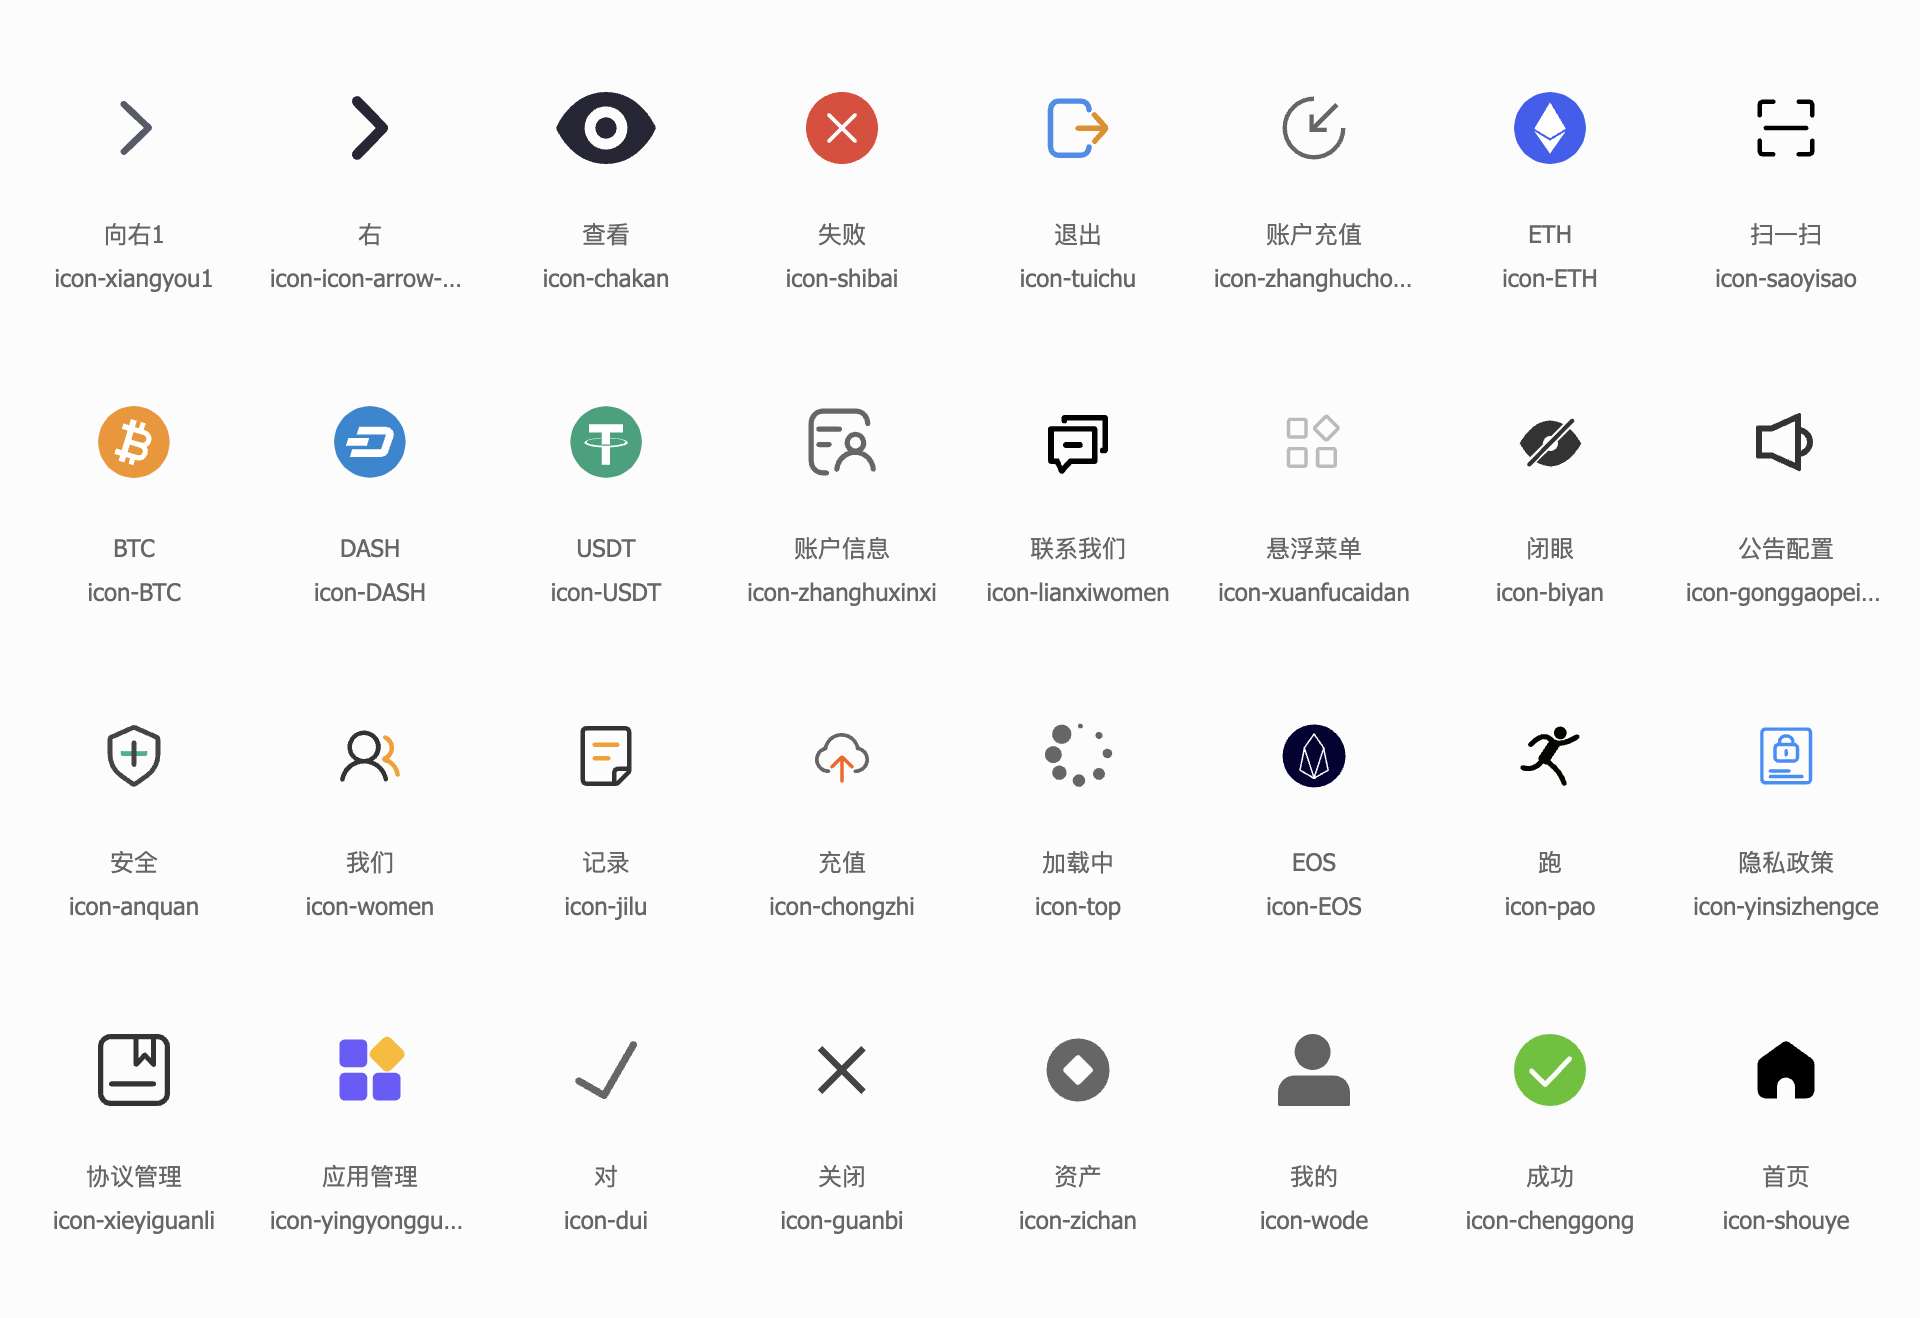 向右1
右
查看
失败
退出
账户充值
ETH
扫一扫
icon-xiangyou1
icon-icon-arrow-...
icon-chakan
icon-shibai
icon-tuichu
icon-zhanghucho...
icon-ETH
icon-saoyisao
BTC
DASH
USDT
账户信息
联系我们
悬浮菜单
闭眼
公告配置
icon-BTC
icon-DASH
icon-USDT
icon-zhanghuxinxi
icon-lianxiwomen
icon-xuanfucaidan
icon-biyan
icon-gonggaopei...
安全
我们
记录
充值
加载中
EOS
跑
隐私政策
icon-anquan
icon-women
icon-jilu
icon-chongzhi
icon-top
icon-EOS
icon-pao
icon-yinsizhengce
协议管理
应用管理
对
关闭
资产
我的
成功
首页
icon-xieyiguanli
icon-yingyonggu...
icon-dui
icon-guanbi
icon-zichan
icon-wode
icon-chenggong
icon-shouye